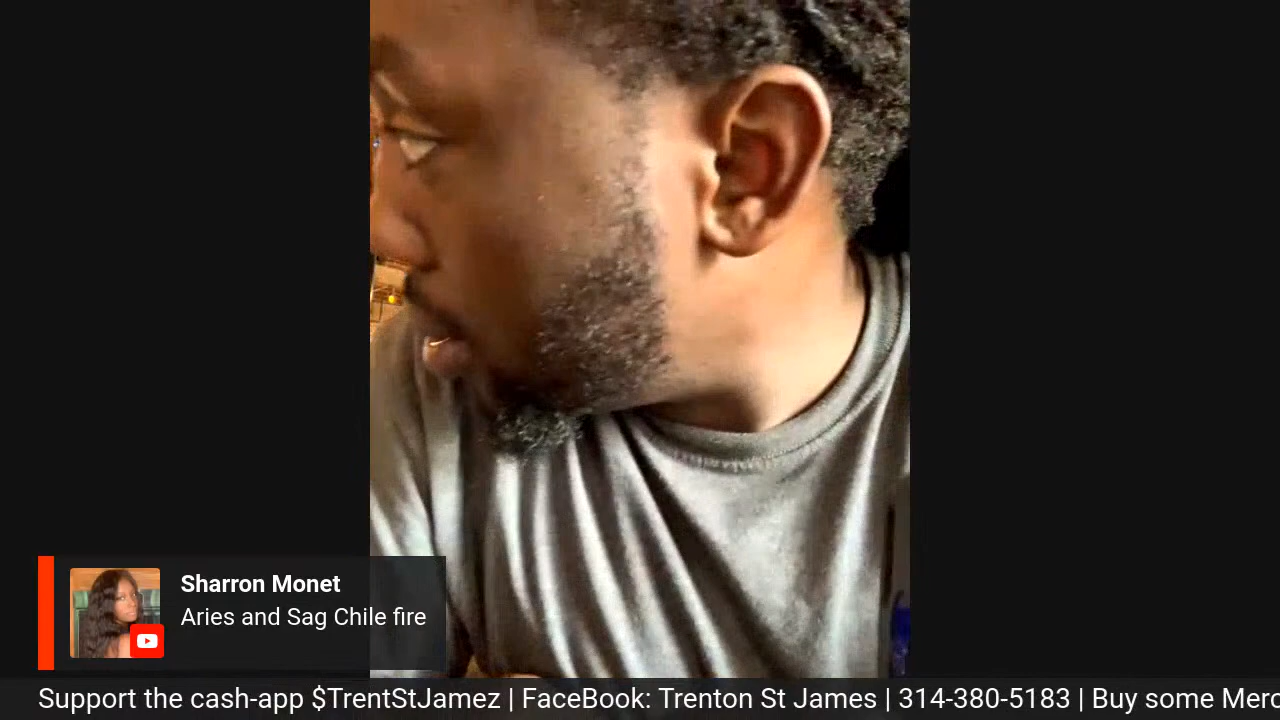 Sharron Monet
Aries and Sag Chile fire
Support the cash-app $TrentStJamez | FaceBook: Trenton St James | 314-380-5183 | Buy some Merc